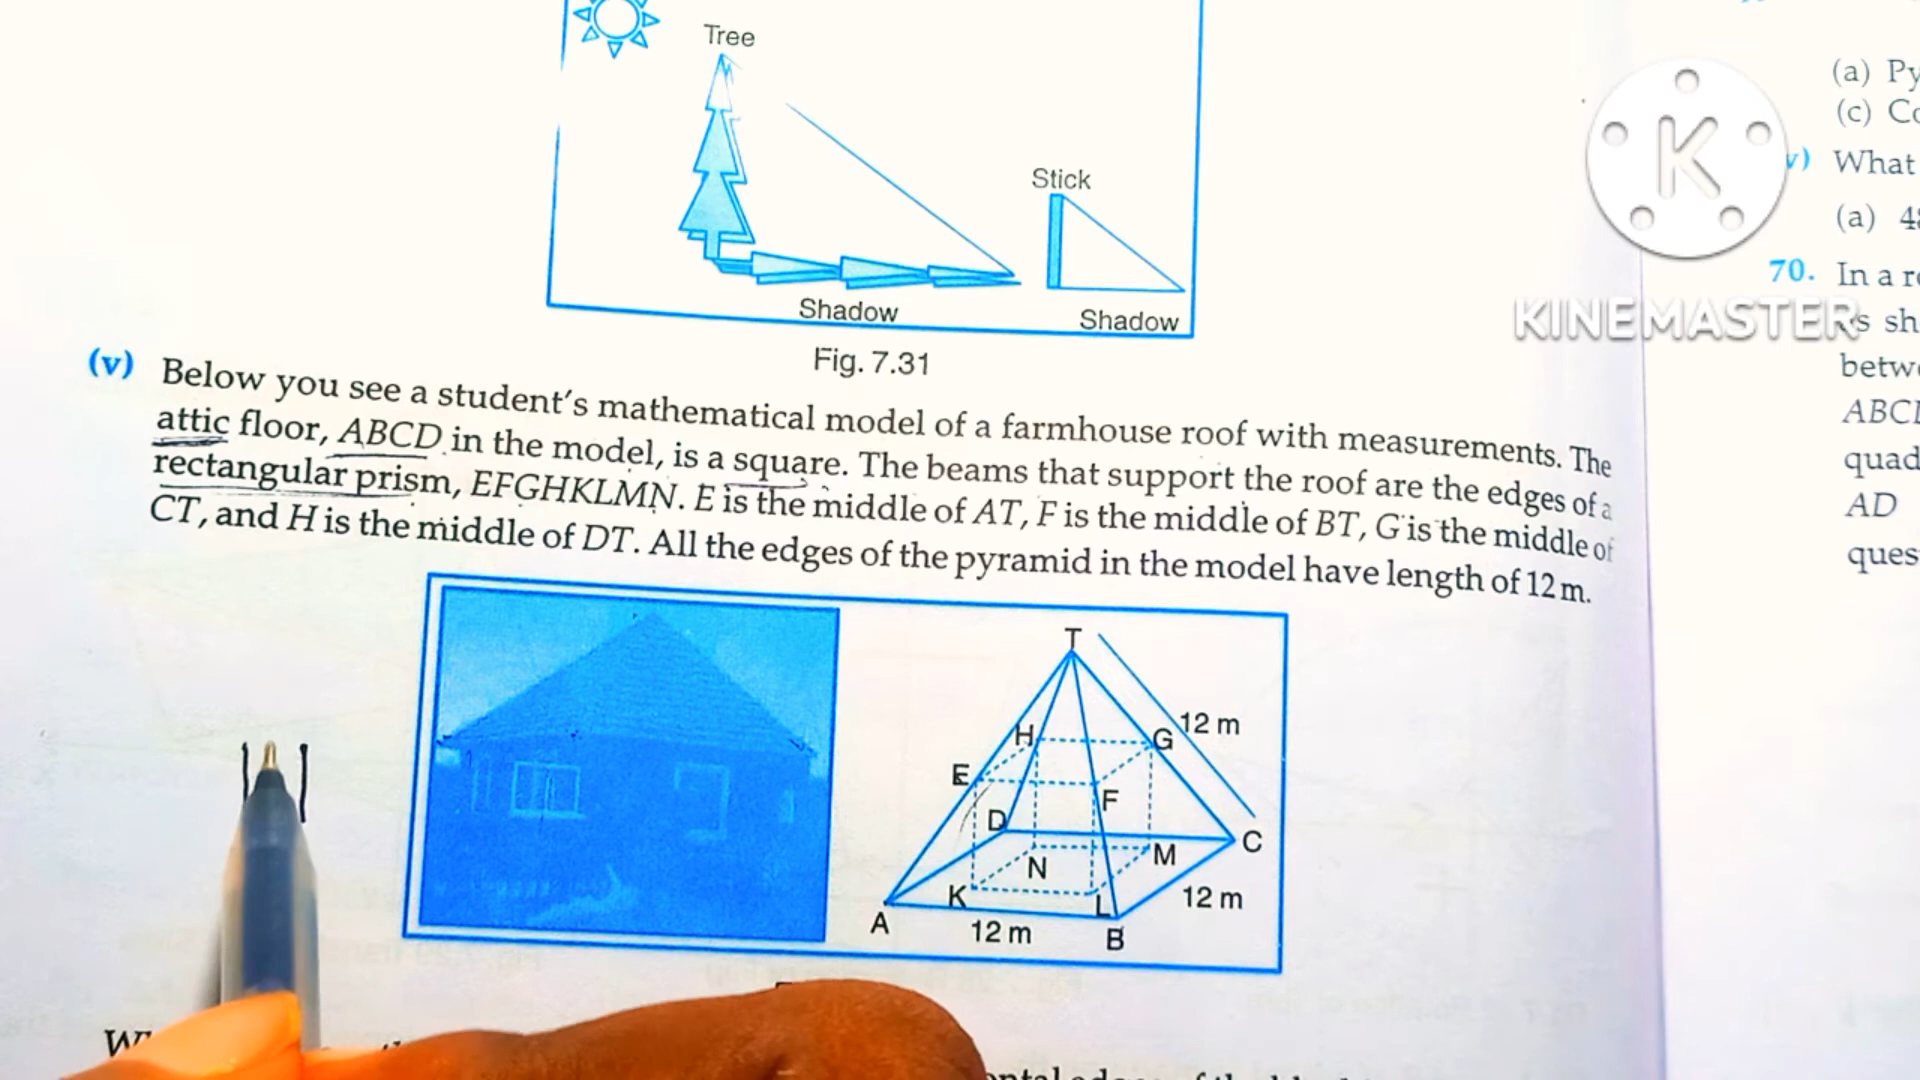 Tree
Stick
Shadow
Shadow
Fig. 7.31
(v) Below you see a student's mathematical model of a farmhouse roof with measurements. The
attic floor, ABCD in the model, is a square. The beams that support the roof are the edges of a
rectangular prism, EFGHKLMN. E is the middle of AT, F is the middle of BT, G is the middle of
CT, and H is the middle of DT. All the edges of the pyramid in the model have length of 12 m.
T
12 m
H
G
E
F
D
C
N
M
K
L
12 m
A
12 m
B
(a) Py
(c) Co
v) What
(a) 48
70. In a re
as sh
betwe
ABCD
quad
AD
ques
K
KINEMASTER